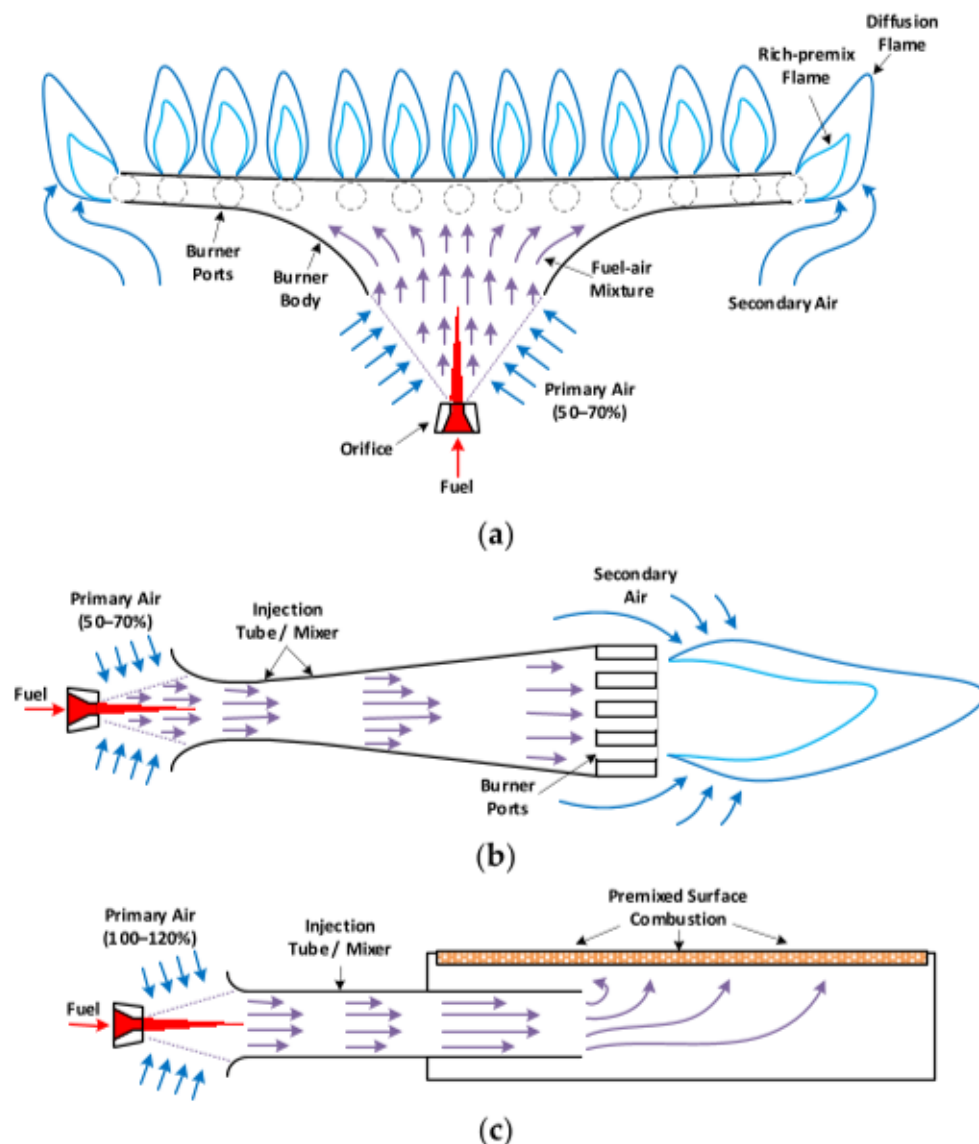 Diffusion
Flame
Rich-premix
Flame
Burner
Ports
Burner
Body
Fuel-air
Mixture
Secondary Air
Primary Air
(50–70%)
Orifice
Fuel
(a)
Secondary
Air
Primary Air
(50–70%)
Injection
Tube/ Mixer
Fuel
Burner
Ports
(b)
Primary Air
(100–120%)
Injection
Tube/ Mixer
Premixed Surface
Combustion
Fuel
(c)